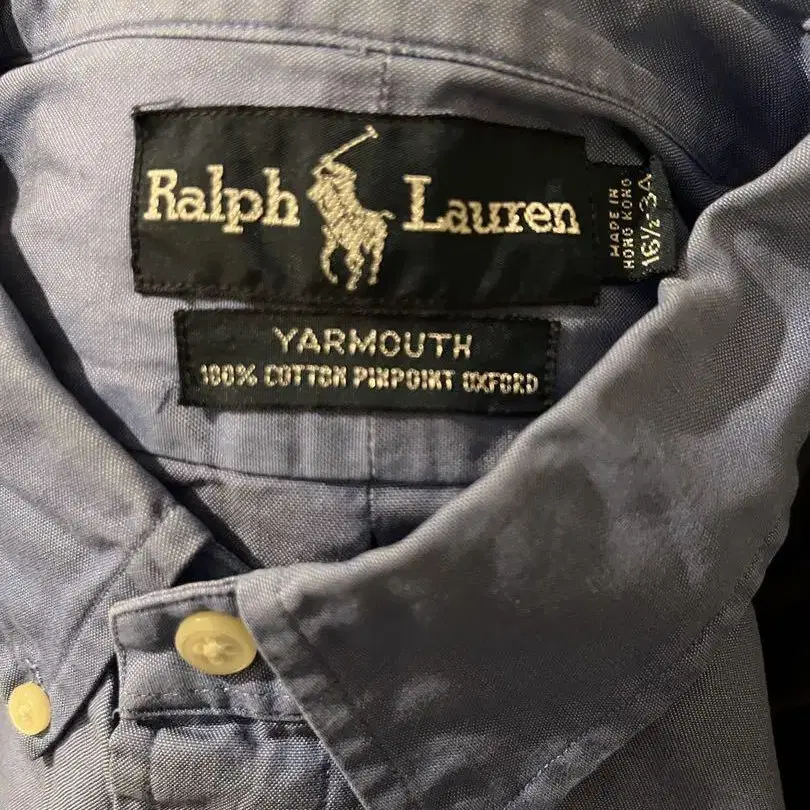 Ralph Lauren
MADE IN
HONG KONG
16½-34
YARMOUTH
100% COTTON PINPOINT OXFORD